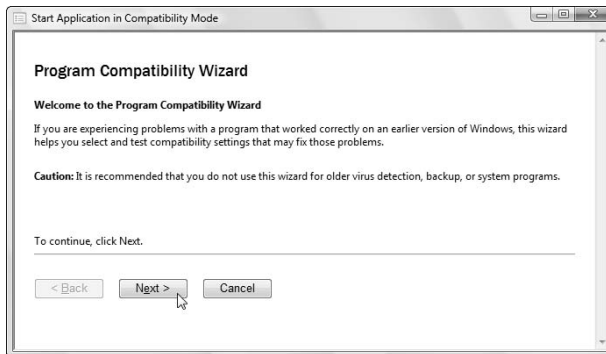 Start Application in Compatibility Mode
Program Compatibility Wizard
Welcome to the Program Compatibility Wizard
If you are experiencing problems with a program that worked correctly on an earlier version of Windows, this wizard
helps you select and test compatibility settings that may fix those problems.
Caution: It is recommended that you do not use this wizard for older virus detection, backup, or system programs.
To continue, click Next.
< Back Next > Cancel